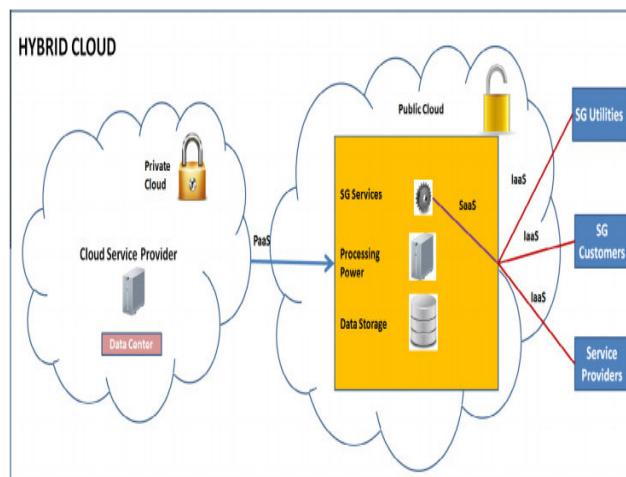 HYBRID CLOUD
Private
Cloud
Cloud Service Provider
Data Center
PaaS
Public Cloud
SG Services
SaaS
Processing
Power
Data Storage
IaaS
IaaS
IaaS
SG Utilities
SG
Customers
Service
Providers